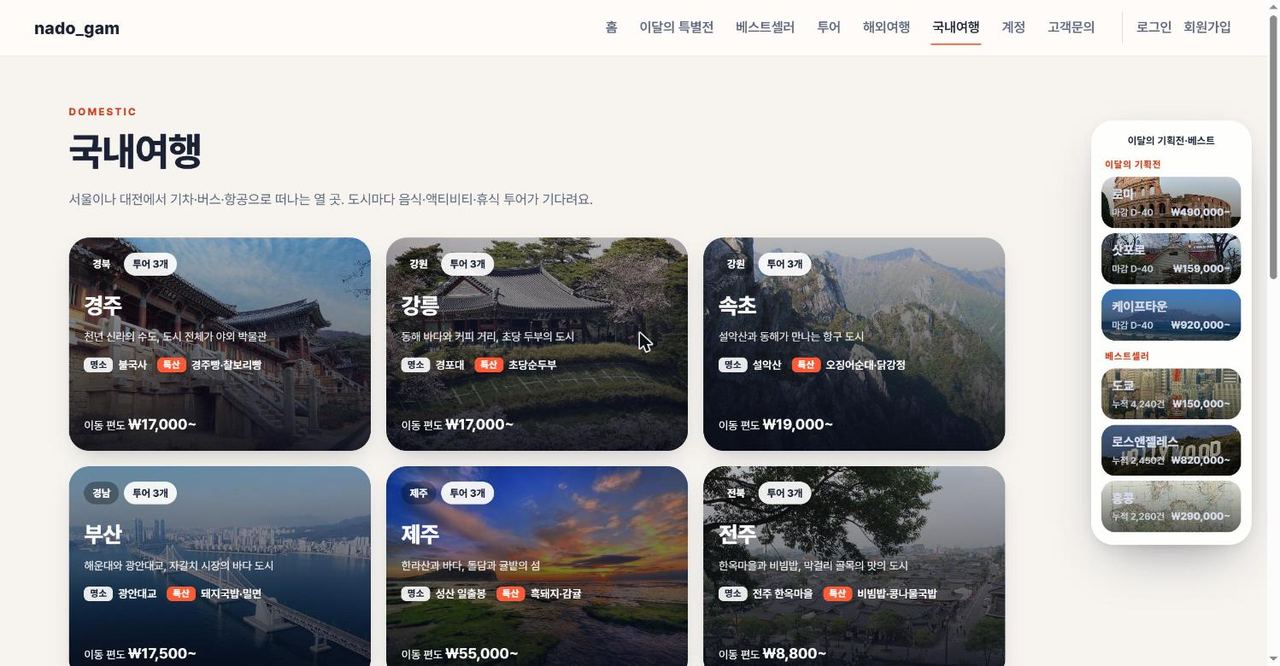 nado_gam
홈 이달의 특별전 베스트셀러 투어 해외여행 국내여행 계정 고객문의 로그인 회원가입
DOMESTIC
국내여행
서울이나 대전에서 기차·버스·항공으로 떠나는 열 곳. 도시마다 음식·액티비티·휴식 투어가 기다려요.
경북 투어 3개
경주
천년 신라의 수도, 도시 전체가 야외 박물관
명소 불국사 특산 경주빵·찰보리빵
이동 편도 ₩17,000~
강원 투어 3개
강릉
동해 바다와 커피 거리, 초당 두부의 도시
명소 경포대 특산 초당순두부
이동 편도 ₩17,000~
강원 투어 3개
속초
설악산과 동해가 만나는 항구 도시
명소 설악산 특산 오징어순대·닭강정
이동 편도 ₩19,000~
경남 투어 3개
부산
해운대와 광안대교, 자갈치 시장의 바다 도시
명소 광안대교 특산 돼지국밥·밀면
이동 편도 ₩17,500~
제주 투어 3개
제주
한라산과 바다, 돌담과 귤밭의 섬
명소 성산 일출봉 특산 흑돼지·감귤
이동 편도 ₩55,000~
전북 투어 3개
전주
한옥마을과 비빔밥, 막걸리 골목의 맛의 도시
명소 전주 한옥마을 특산 비빔밥·콩나물국밥
이동 편도 ₩8,800~
이달의 기획전·베스트
이달의 기획전
로마
마감 D-40 ₩490,000~
삿포로
마감 D-40 ₩159,000~
케이프타운
마감 D-40 ₩920,000~
베스트셀러
도쿄
누적 4,240건 ₩150,000~
로스앤젤레스
누적 2,450건 ₩820,000~
홍콩
누적 2,260건 ₩290,000~